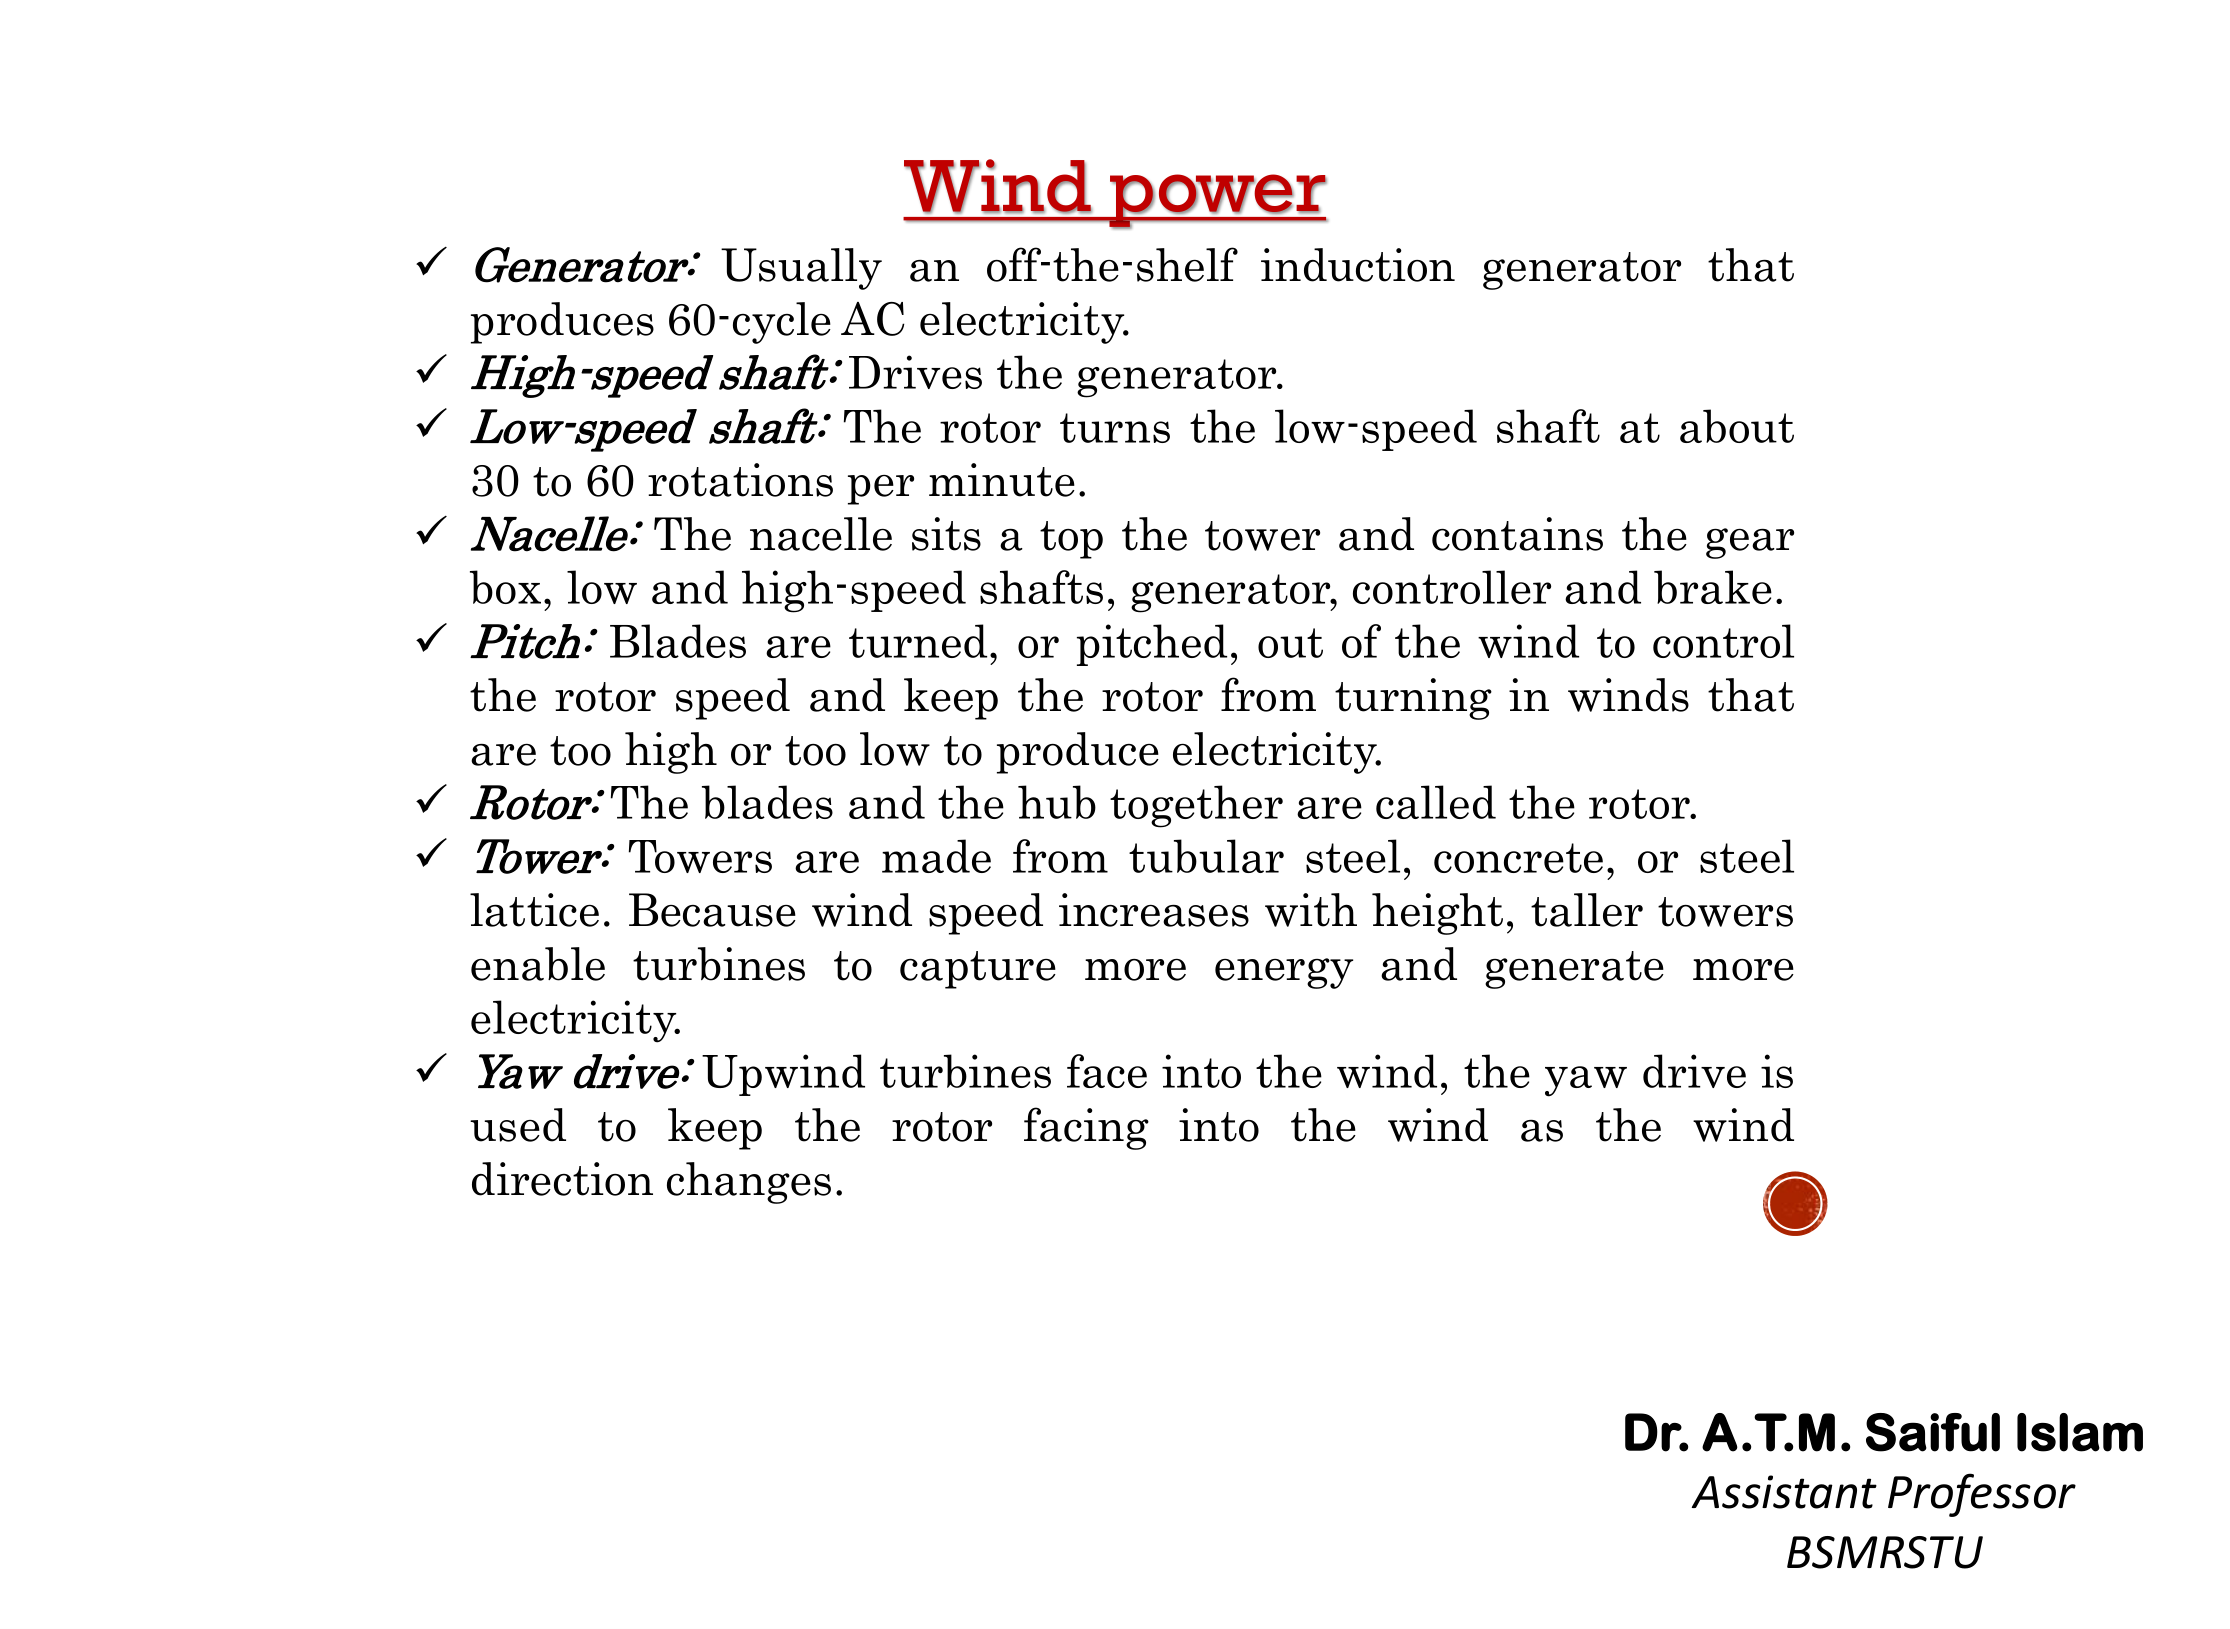 Wind power
✓ Generator: Usually an off-the-shelf induction generator that
produces 60-cycle AC electricity.
✓ High-speed shaft: Drives the generator.
✓ Low-speed shaft: The rotor turns the low-speed shaft at about
30 to 60 rotations per minute.
✓ Nacelle: The nacelle sits a top the tower and contains the gear
box, low and high-speed shafts, generator, controller and brake.
✓ Pitch: Blades are turned, or pitched, out of the wind to control
the rotor speed and keep the rotor from turning in winds that
are too high or too low to produce electricity.
✓ Rotor: The blades and the hub together are called the rotor.
✓ Tower: Towers are made from tubular steel, concrete, or steel
lattice. Because wind speed increases with height, taller towers
enable turbines to capture more energy and generate more
electricity.
✓ Yaw drive: Upwind turbines face into the wind, the yaw drive is
used to keep the rotor facing into the wind as the wind
direction changes.
Dr. A.T.M. Saiful Islam
Assistant Professor
BSMRSTU